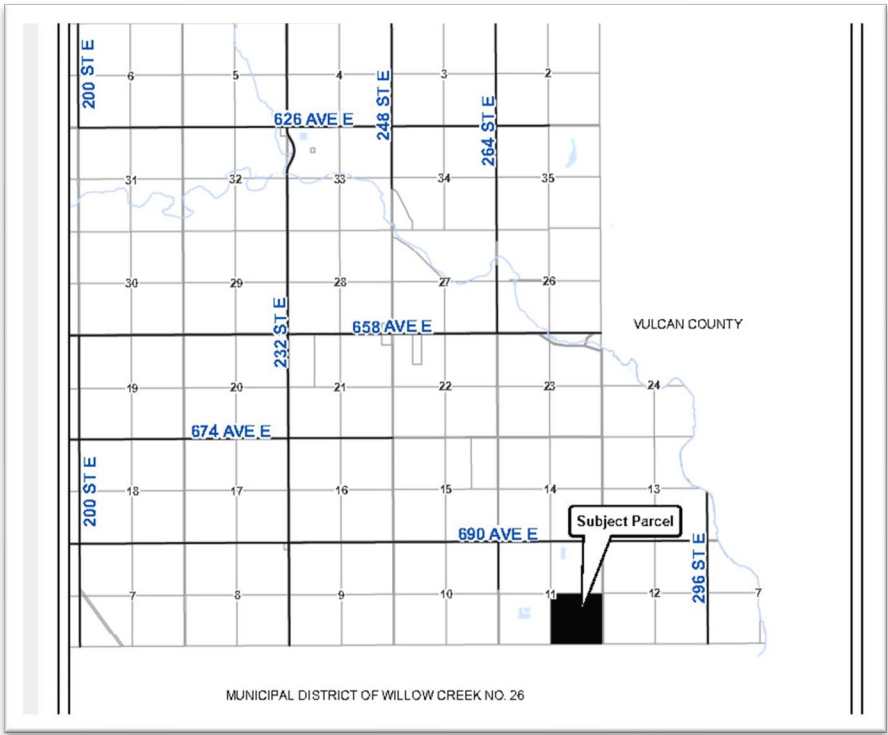 200 ST E
6
5
4
248 ST E
3
2
626 AVE E
264 ST E
31
32
33
34
35
30
29
28
27
26
232 ST E
658 AVE E
VULCAN COUNTY
19
20
21
22
23
24
674 AVE E
200 ST E
18
17
16
15
14
13
Subject Parcel
690 AVE E
296 ST E
7
8
9
10
11
12
7
MUNICIPAL DISTRICT OF WILLOW CREEK NO. 26